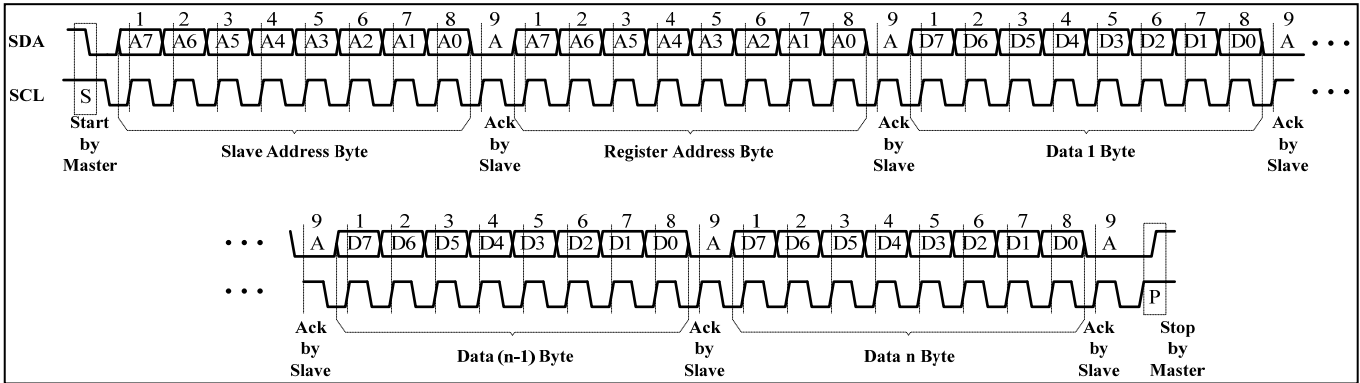 1 2 3 4 5 6 7 8 9 1 2 3 4 5 6 7 8 9 1 2 3 4 5 6 7 8 9
SDA A7 A6 A5 A4 A3 A2 A1 A0 A A7 A6 A5 A4 A3 A2 A1 A0 A D7 D6 D5 D4 D3 D2 D1 D0 A • • •
SCL S • • •
Start by Master
Slave Address Byte
Ack by Slave
Register Address Byte
Ack by Slave
Data 1 Byte
Ack by Slave
9 1 2 3 4 5 6 7 8 9 1 2 3 4 5 6 7 8 9
• • • A D7 D6 D5 D4 D3 D2 D1 D0 A D7 D6 D5 D4 D3 D2 D1 D0 A
• • • P
Ack by Slave
Data (n-1) Byte
Ack by Slave
Data n Byte
Ack by Slave
Stop by Master